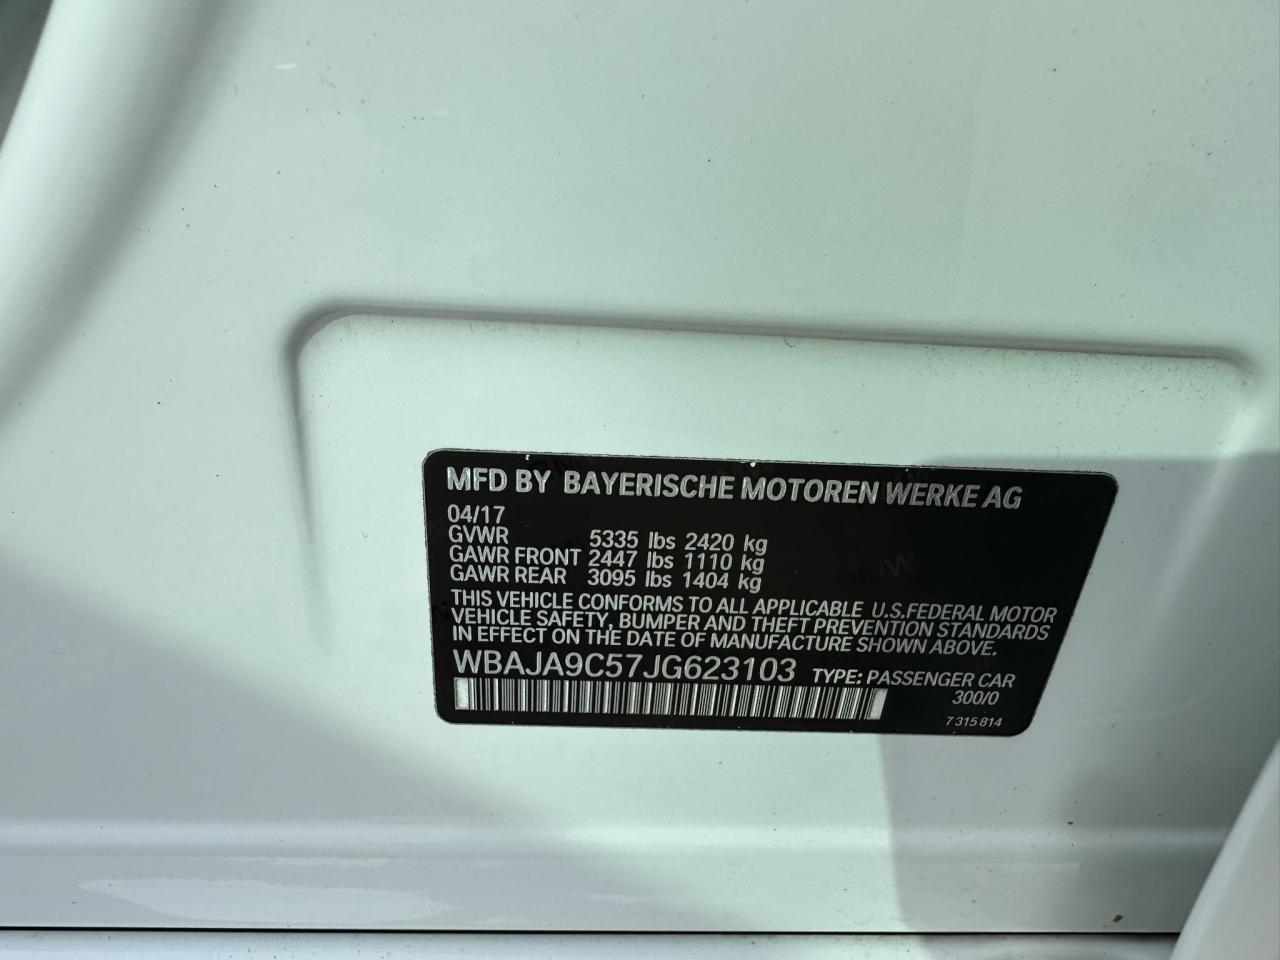 MFD BY BAYERISCHE MOTOREN WERKE AG
04/17
GVWR 5335 lbs 2420 kg
GAWR FRONT 2447 lbs 1110 kg
GAWR REAR 3095 lbs 1404 kg
THIS VEHICLE CONFORMS TO ALL APPLICABLE U.S.FEDERAL MOTOR
VEHICLE SAFETY, BUMPER AND THEFT PREVENTION STANDARDS
IN EFFECT ON THE DATE OF MANUFACTURE SHOWN ABOVE.
WBAJA9C57JG623103 TYPE: PASSENGER CAR
300/0
7 315 814